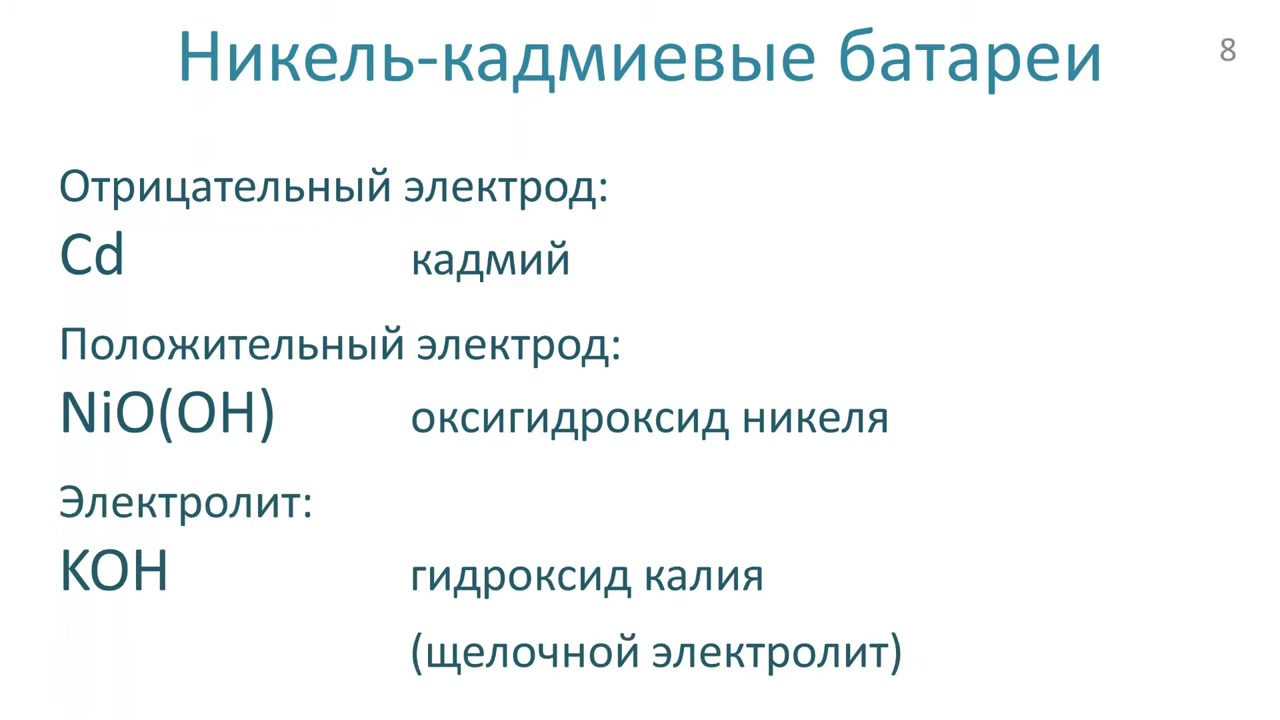 Никель-кадмиевые батареи
8
Отрицательный электрод:
Cd кадмий
Положительный электрод:
NiO(OH) оксигидроксид никеля
Электролит:
KOH гидроксид калия
(щелочной электролит)